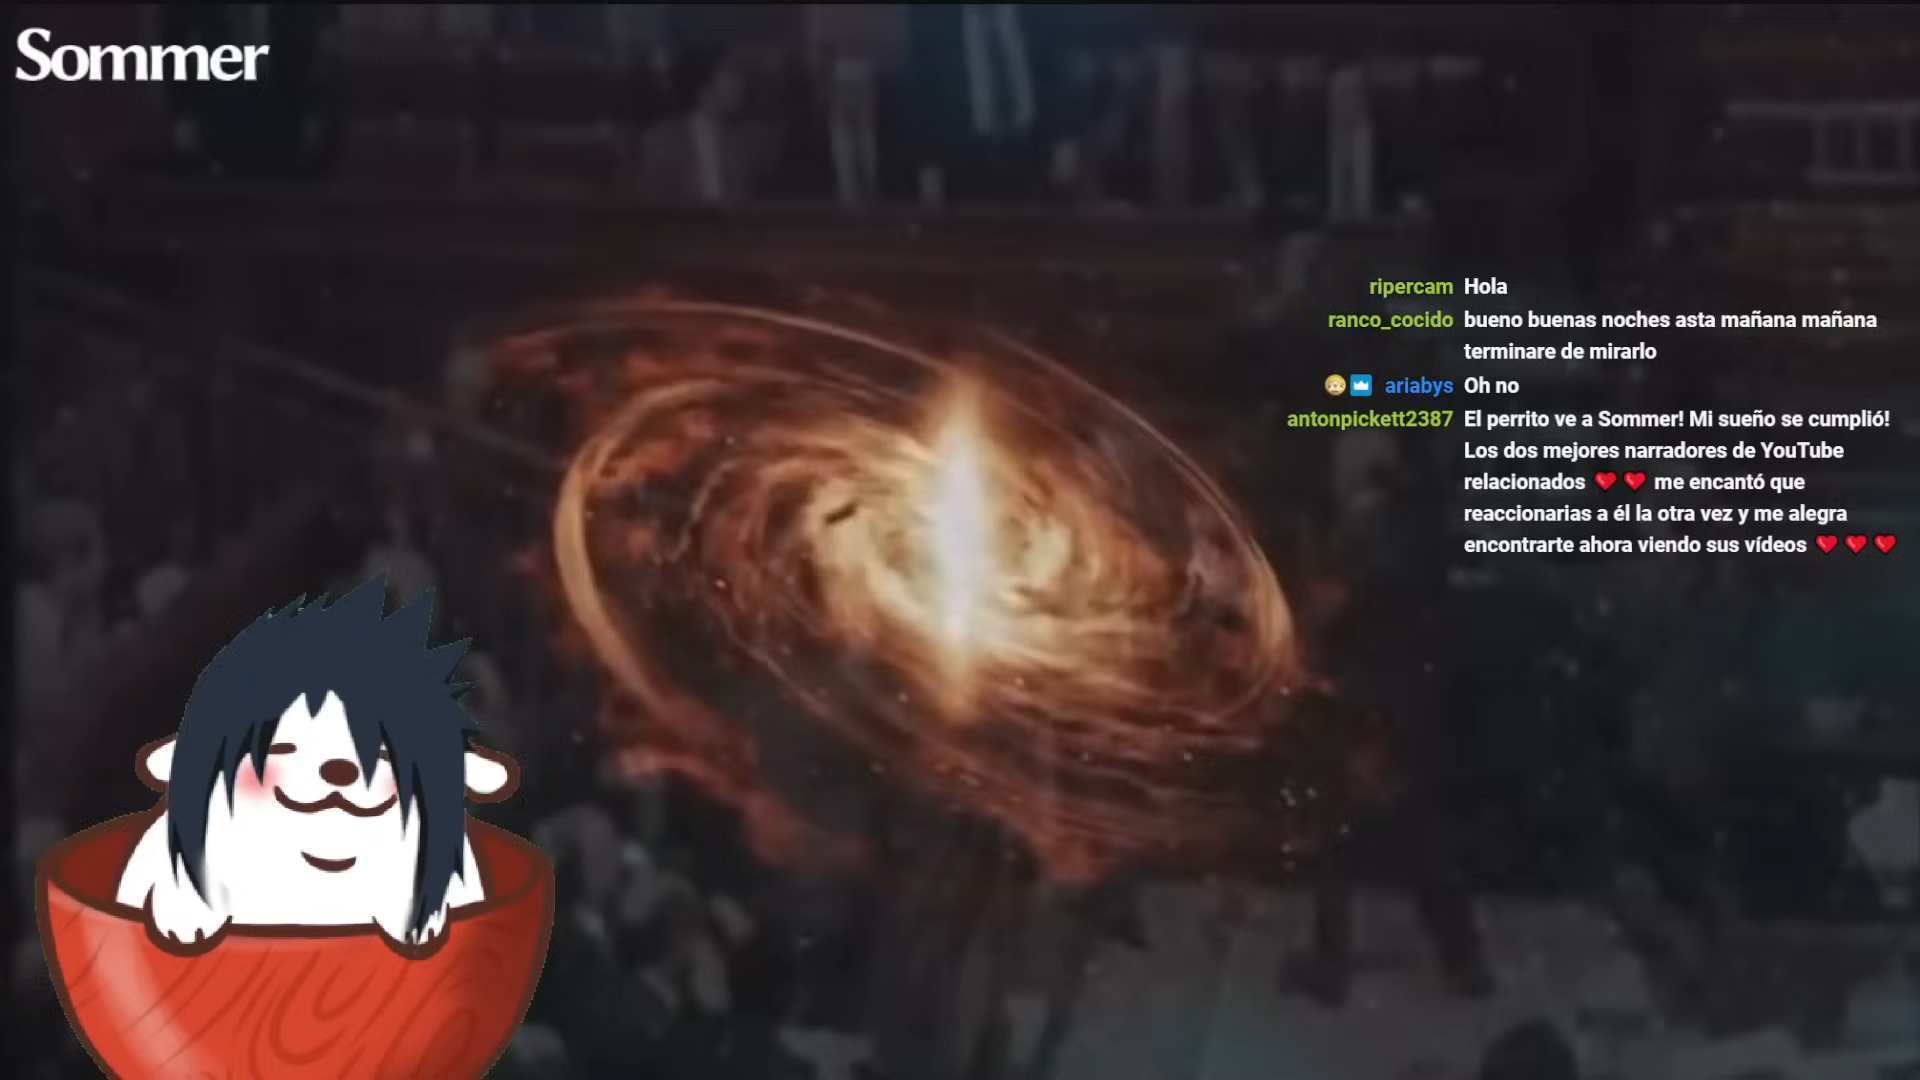 Sommer
ripercam Hola
ranco_cocido bueno buenas noches asta mañana mañana
terminare de mirarlo
ariabys Oh no
antonpickett2387 El perrito ve a Sommer! Mi sueño se cumplió!
Los dos mejores narradores de YouTube
relacionados ❤️ ❤️ me encantó que
reaccionarias a él la otra vez y me alegra
encontrarte ahora viendo sus vídeos ❤️ ❤️ ❤️